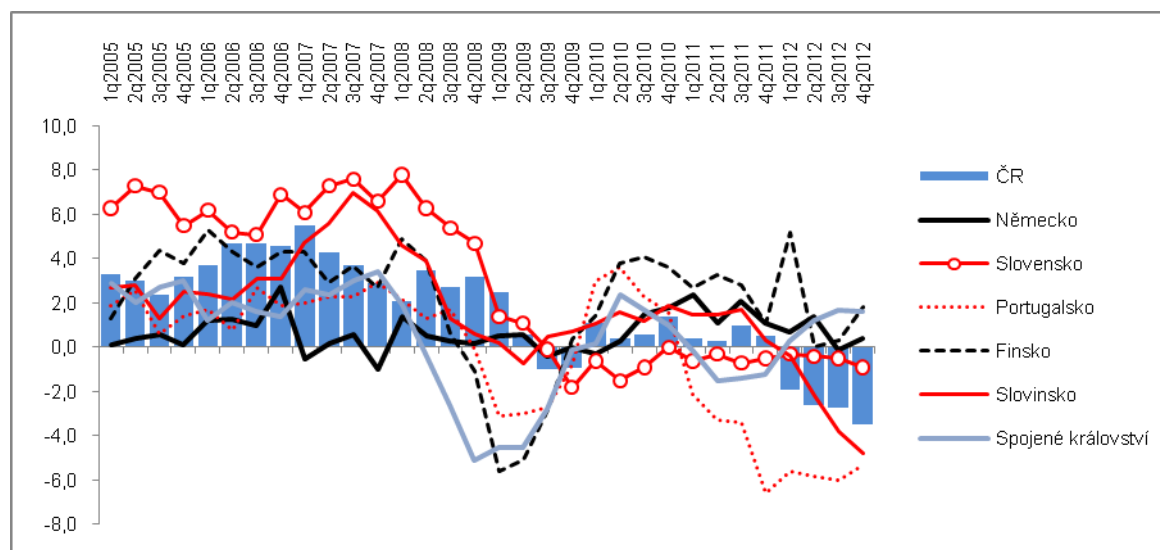 1q2005
2q2005
3q2005
4q2005
1q2006
2q2006
3q2006
4q2006
1q2007
2q2007
3q2007
4q2007
1q2008
2q2008
3q2008
4q2008
1q2009
2q2009
3q2009
4q2009
1q2010
2q2010
3q2010
4q2010
1q2011
2q2011
3q2011
4q2011
1q2012
2q2012
3q2012
4q2012
10,0
8,0
6,0
4,0
2,0
0,0
-2,0
-4,0
-6,0
-8,0
ČR
Německo
Slovensko
Portugalsko
Finsko
Slovinsko
Spojené království